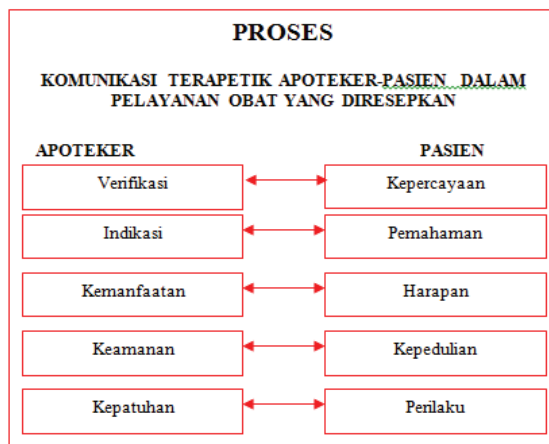 PROSES
KOMUNIKASI TERAPETIK APOTEKER-PASIEN DALAM
PELAYANAN OBAT YANG DIRESEPKAN
APOTEKER PASIEN
Verifikasi Kepercayaan
Indikasi Pemahaman
Kemanfaatan Harapan
Keamanan Kepedulian
Kepatuhan Perilaku